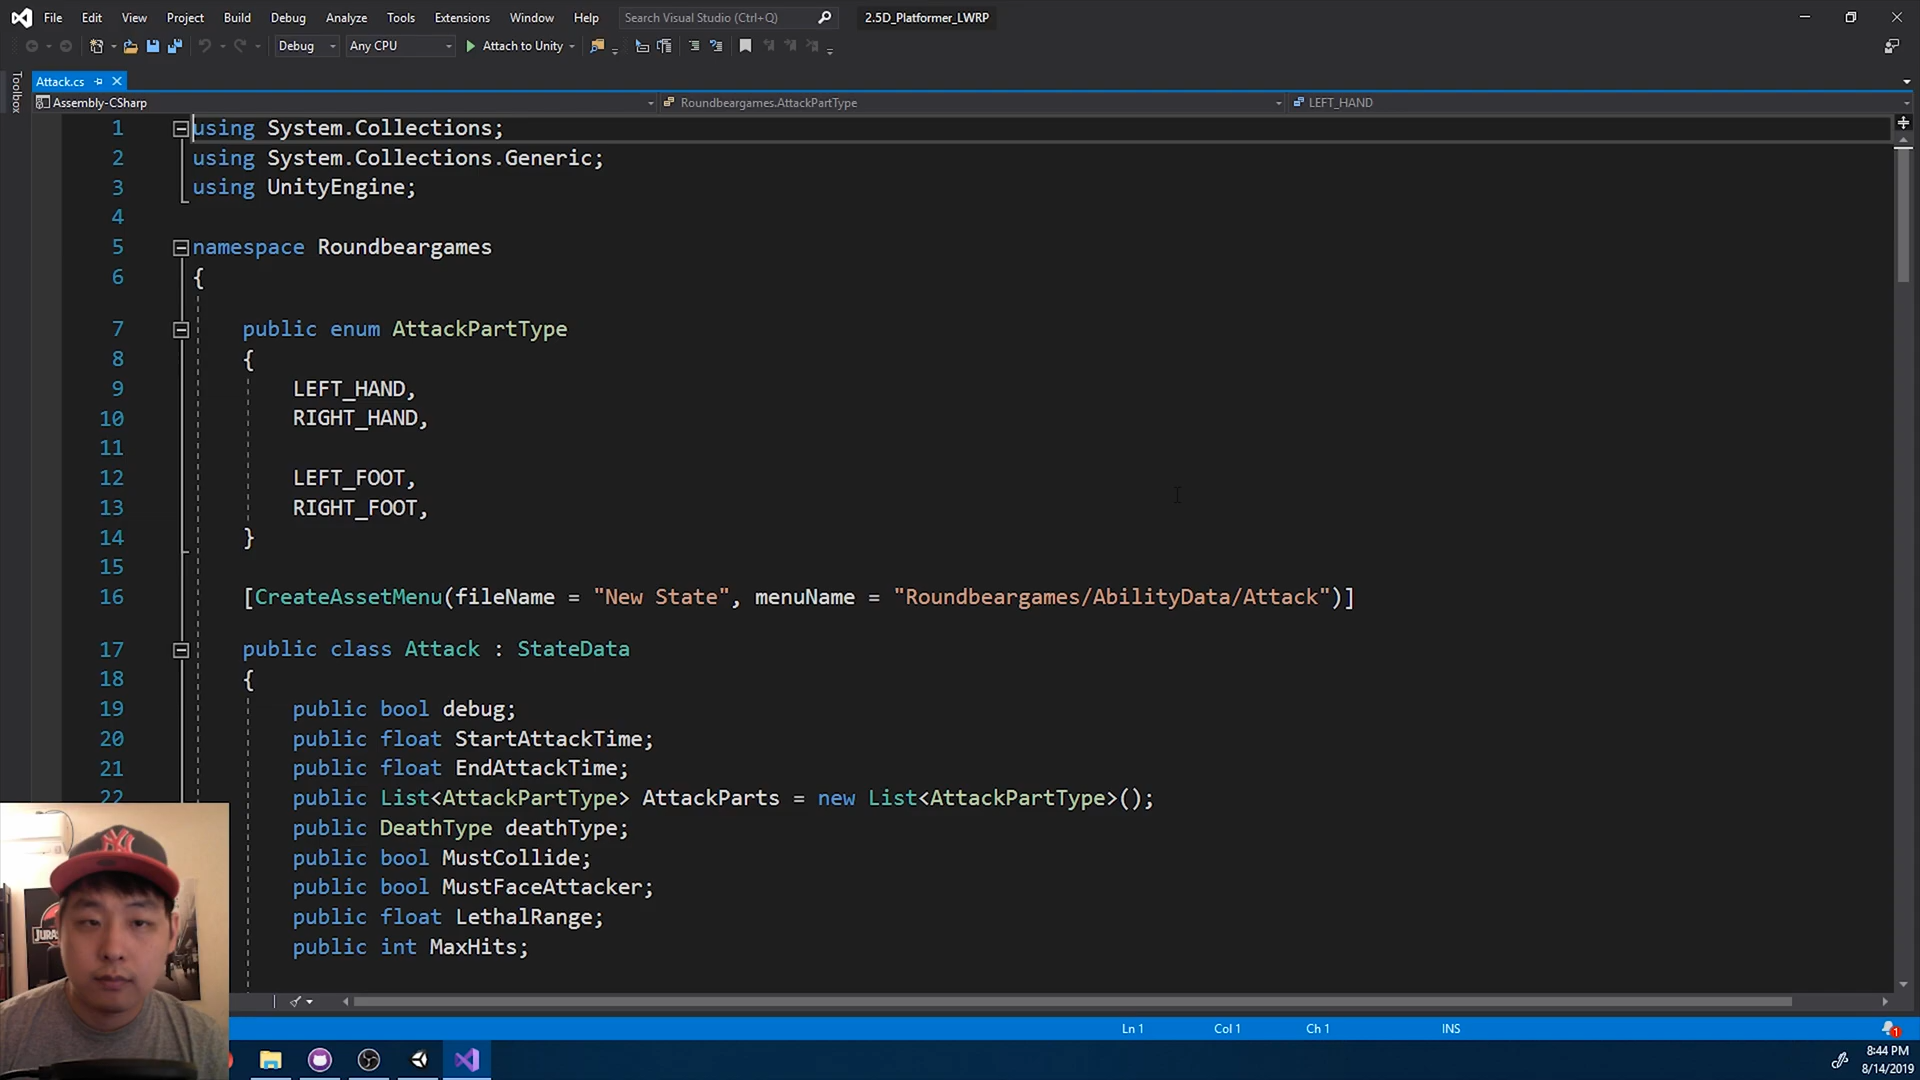 File Edit View Project Build Debug Analyze Tools Extensions Window Help Search Visual Studio (Ctrl+Q) 2.5D_Platformer_LWRP
Debug Any CPU Attach to Unity
Toolbox
Attack.cs
Assembly-CSharp Roundbeargames.AttackPartType LEFT_HAND
1 using System.Collections;
2 using System.Collections.Generic;
3 using UnityEngine;
4
5 namespace Roundbeargames
6 {
7 public enum AttackPartType
8 {
9 LEFT_HAND,
10 RIGHT_HAND,
11
12 LEFT_FOOT,
13 RIGHT_FOOT,
14 }
15
16 [CreateAssetMenu(fileName = "New State", menuName = "Roundbeargames/AbilityData/Attack")]
17 public class Attack : StateData
18 {
19 public bool debug;
20 public float StartAttackTime;
21 public float EndAttackTime;
22 public List<AttackPartType> AttackParts = new List<AttackPartType>();
public DeathType deathType;
public bool MustCollide;
public bool MustFaceAttacker;
public float LethalRange;
public int MaxHits;
Ln 1 Col 1 Ch 1 INS 1
8:44 PM
8/14/2019